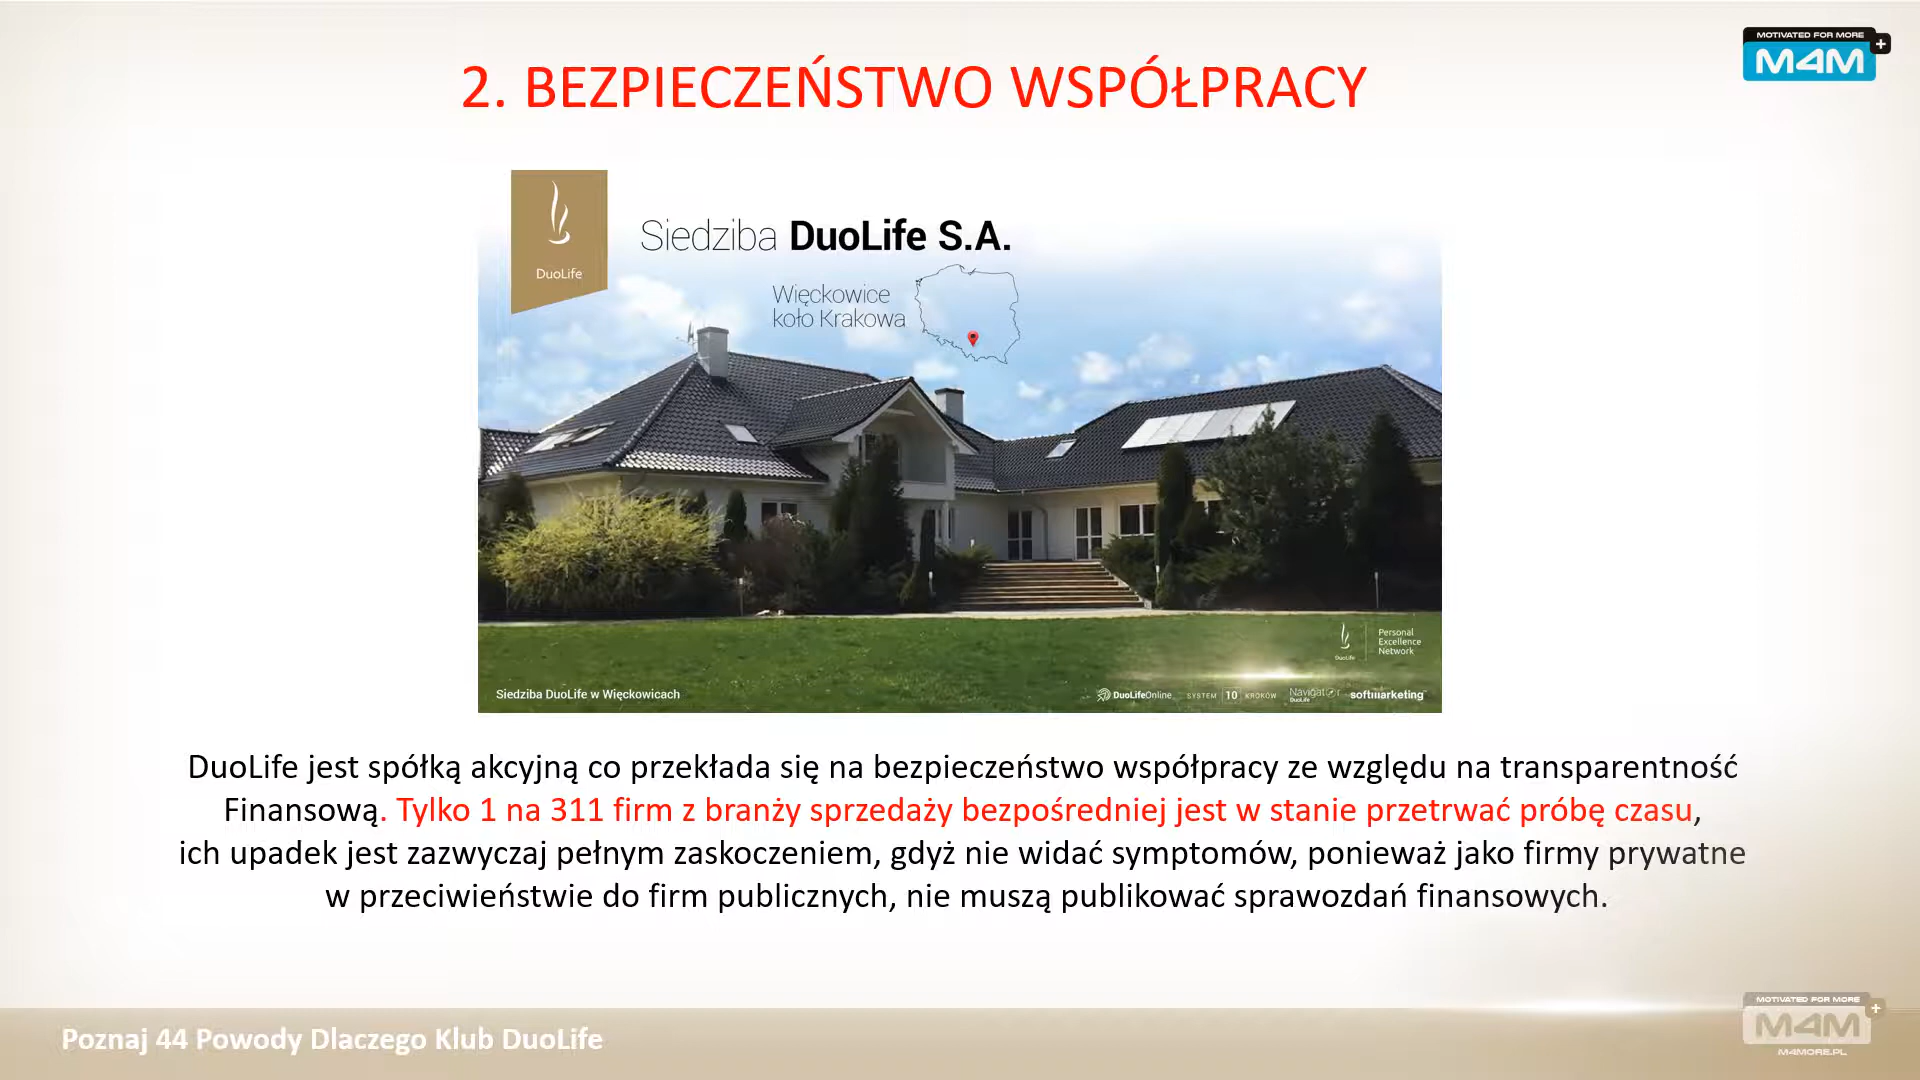 MOTIVATED FOR MORE
M4M
2. BEZPIECZEŃSTWO WSPÓŁPRACY
DuoLife
Siedziba DuoLife S.A.
Więckowice
koło Krakowa
DuoLife
Personal
Excellence
Network
Siedziba DuoLife w Więckowicach
DuoLifeOnline
SYSTEM 10 KROKÓW
Navigator
DuoLife
softmarketing
DuoLife jest spółką akcyjną co przekłada się na bezpieczeństwo współpracy ze względu na transparentność
Finansową. Tylko 1 na 311 firm z branży sprzedaży bezpośredniej jest w stanie przetrwać próbę czasu,
ich upadek jest zazwyczaj pełnym zaskoczeniem, gdyż nie widać symptomów, ponieważ jako firmy prywatne
w przeciwieństwie do firm publicznych, nie muszą publikować sprawozdań finansowych.
Poznaj 44 Powody Dlaczego Klub DuoLife
MOTIVATED FOR MORE
M4M
M4MORE.PL